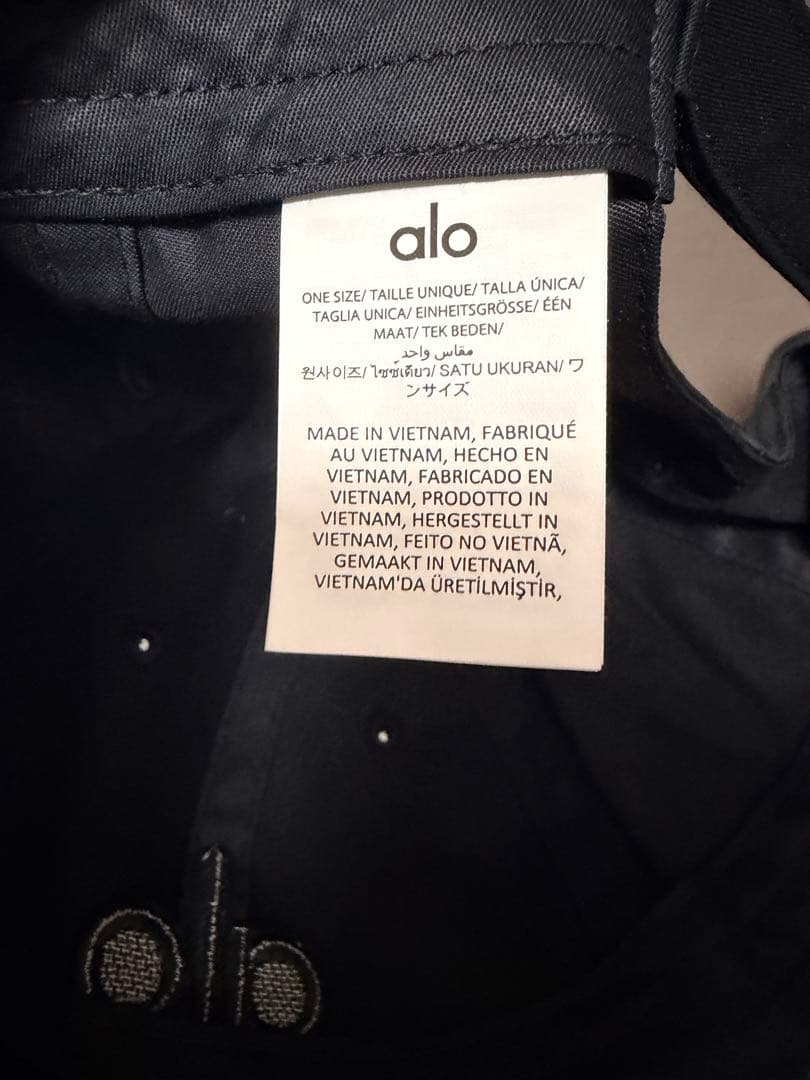 alo
ONE SIZE/ TAILLE UNIQUE/ TALLA ÚNICA/
TAGLIA UNICA/ EINHEITSGRÖSSE/ ÉÉN
MAAT/ TEK BEDEN/
مقاس واحد
원사이즈/ ไซซ์เดียว/ SATU UKURAN/ ワ
ンサイズ
MADE IN VIETNAM, FABRIQUÉ
AU VIETNAM, HECHO EN
VIETNAM, FABRICADO EN
VIETNAM, PRODOTTO IN
VIETNAM, HERGESTELLT IN
VIETNAM, FEITO NO VIETNÃ,
GEMAAKT IN VIETNAM,
VIETNAM'DA ÜRETİLMİŞTİR,